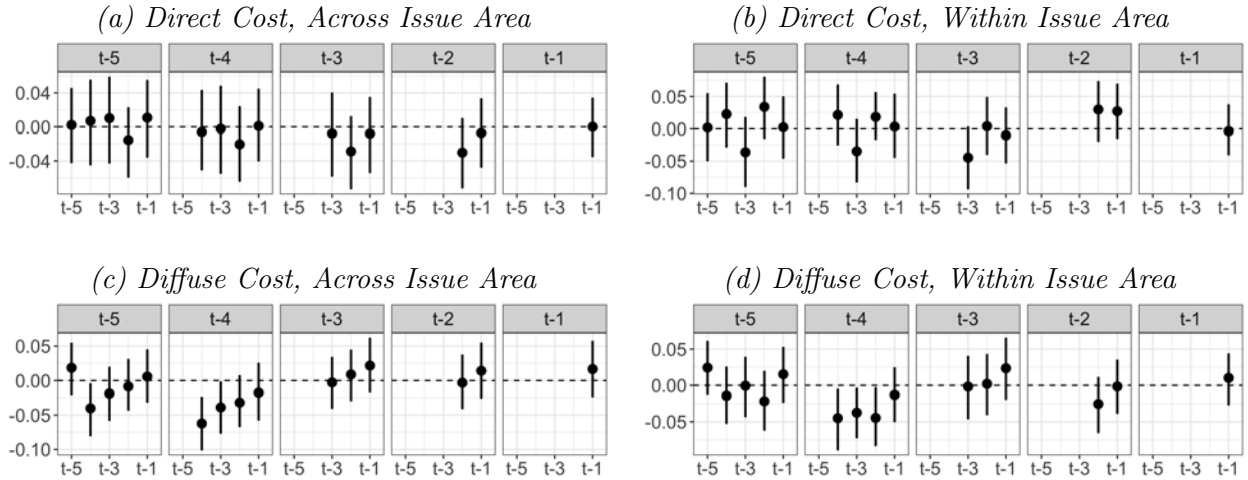 (a) Direct Cost, Across Issue Area
t-5 t-4 t-3 t-2 t-1
0.04
0.00
-0.04
t-5 t-3 t-1 t-5 t-3 t-1 t-5 t-3 t-1 t-5 t-3 t-1 t-5 t-3 t-1
(b) Direct Cost, Within Issue Area
t-5 t-4 t-3 t-2 t-1
0.05
0.00
-0.05
-0.10
t-5 t-3 t-1 t-5 t-3 t-1 t-5 t-3 t-1 t-5 t-3 t-1 t-5 t-3 t-1
(c) Diffuse Cost, Across Issue Area
t-5 t-4 t-3 t-2 t-1
0.05
0.00
-0.05
-0.10
t-5 t-3 t-1 t-5 t-3 t-1 t-5 t-3 t-1 t-5 t-3 t-1 t-5 t-3 t-1
(d) Diffuse Cost, Within Issue Area
t-5 t-4 t-3 t-2 t-1
0.05
0.00
-0.05
t-5 t-3 t-1 t-5 t-3 t-1 t-5 t-3 t-1 t-5 t-3 t-1 t-5 t-3 t-1